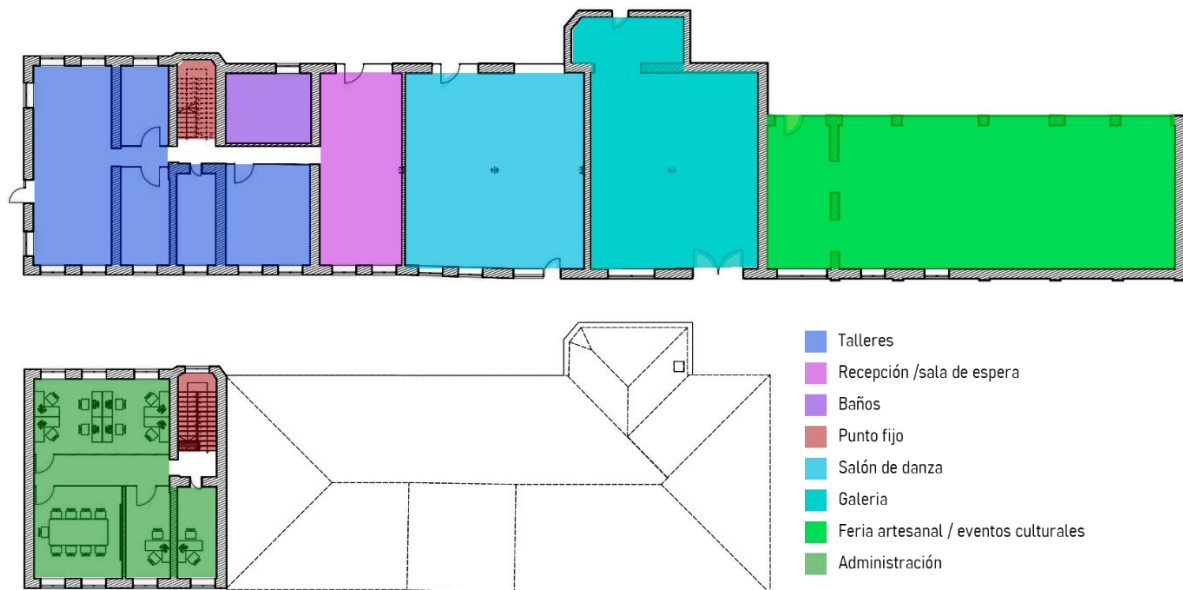 Talleres
Recepción /sala de espera
Baños
Punto fijo
Salón de danza
Galeria
Feria artesanal / eventos culturales
Administración